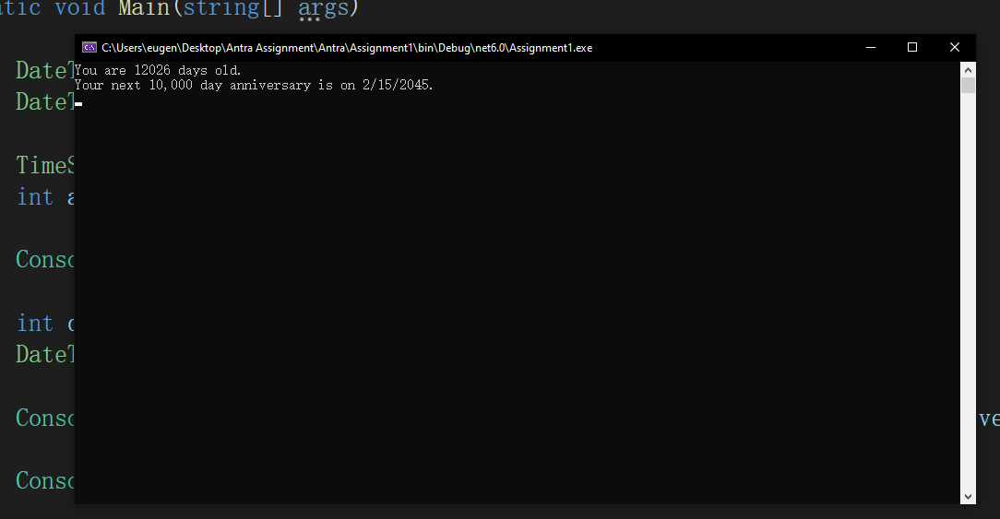 static void Main(string[] args)
C:\Users\eugen\Desktop\Antra Assignment\Antra\Assignment1\bin\Debug\net6.0\Assignment1.exe
You are 12026 days old.
Your next 10,000 day anniversary is on 2/15/2045.
DateT
DateT
TimeS
int a
Conso
int
DateT
Conso
ve
Conso